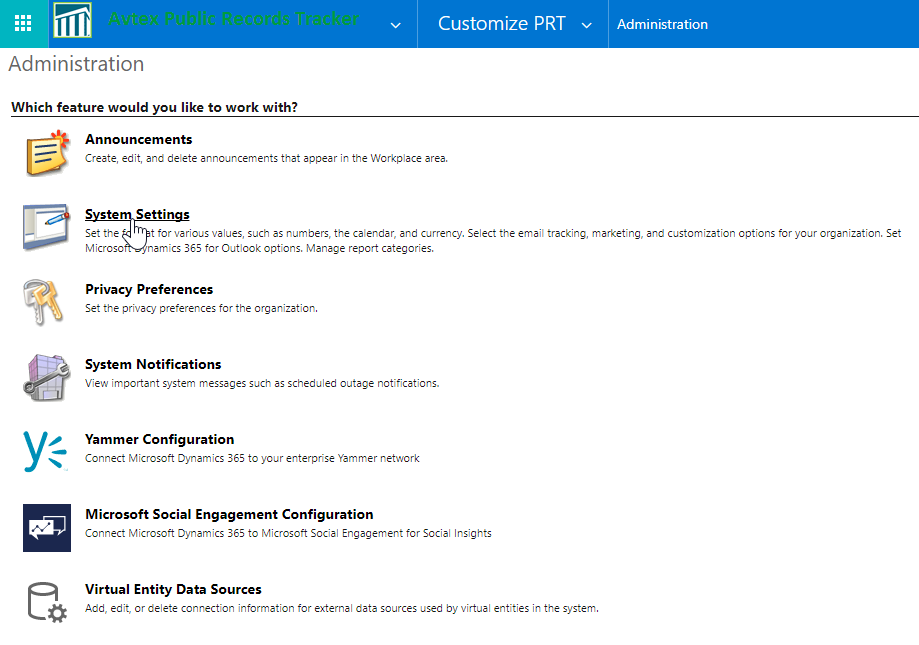 Avtex Public Records Tracker
Customize PRT
Administration
Administration
Which feature would you like to work with?
Announcements
Create, edit, and delete announcements that appear in the Workplace area.
System Settings
Set the format for various values, such as numbers, the calendar, and currency. Select the email tracking, marketing, and customization options for your organization. Set
Microsoft Dynamics 365 for Outlook options. Manage report categories.
Privacy Preferences
Set the privacy preferences for the organization.
System Notifications
View important system messages such as scheduled outage notifications.
Yammer Configuration
Connect Microsoft Dynamics 365 to your enterprise Yammer network
Microsoft Social Engagement Configuration
Connect Microsoft Dynamics 365 to Microsoft Social Engagement for Social Insights
Virtual Entity Data Sources
Add, edit, or delete connection information for external data sources used by virtual entities in the system.